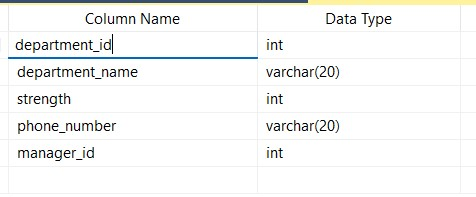 Column Name Data Type
department_id int
department_name varchar(20)
strength int
phone_number varchar(20)
manager_id int